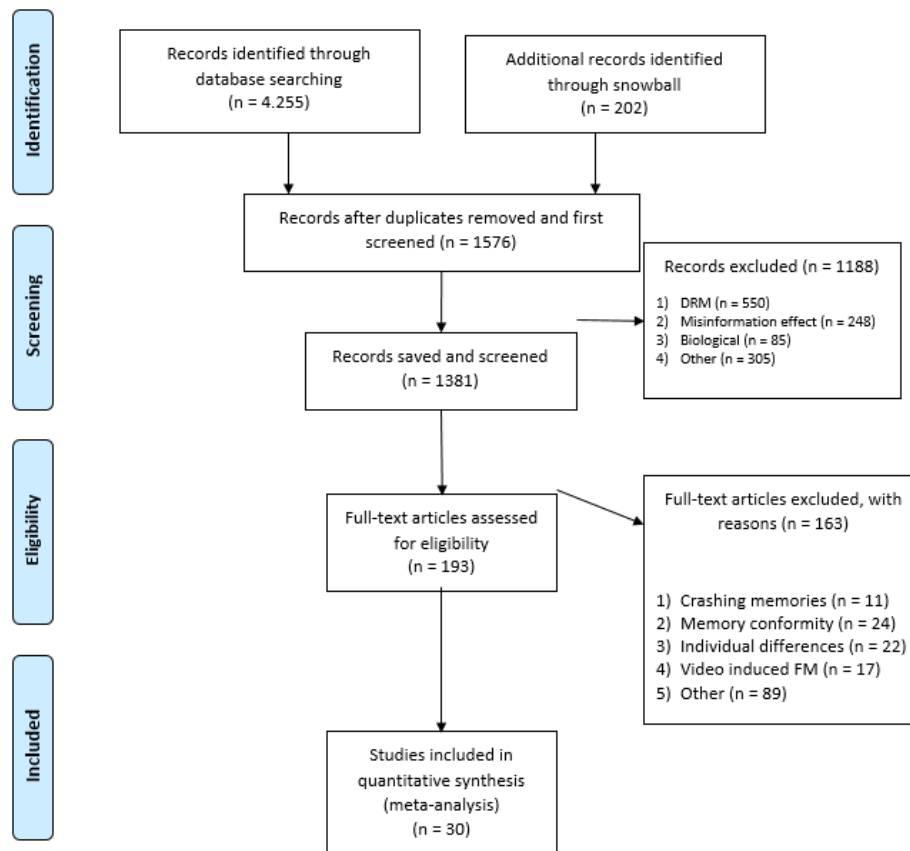 Identification
Records identified through
database searching
(n = 4.255)
Additional records identified
through snowball
(n = 202)
Records after duplicates removed and first
screened (n = 1576)
Screening
Records excluded (n = 1188)
1) DRM (n = 550)
2) Misinformation effect (n = 248)
3) Biological (n = 85)
4) Other (n = 305)
Records saved and screened
(n = 1381)
Eligibility
Full-text articles assessed
for eligibility
(n = 193)
Full-text articles excluded, with
reasons (n = 163)
1) Crashing memories (n = 11)
2) Memory conformity (n = 24)
3) Individual differences (n = 22)
4) Video induced FM (n = 17)
5) Other (n = 89)
Included
Studies included in
quantitative synthesis
(meta-analysis)
(n = 30)